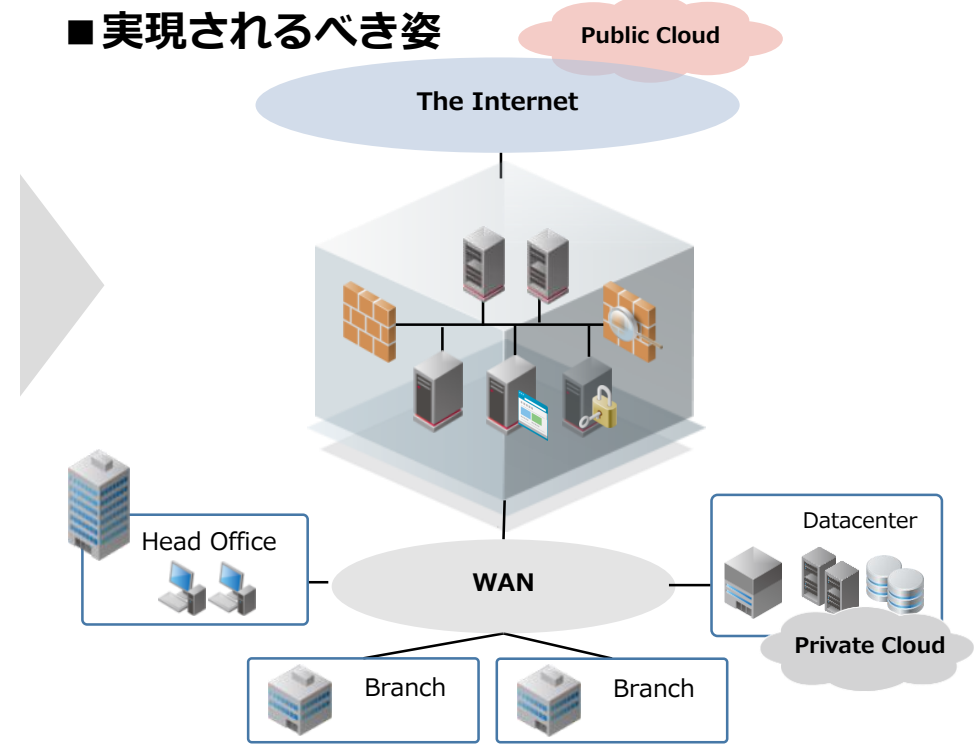 ■実現されるべき姿
Public Cloud
The Internet
Head Office
WAN
Datacenter
Private Cloud
Branch
Branch